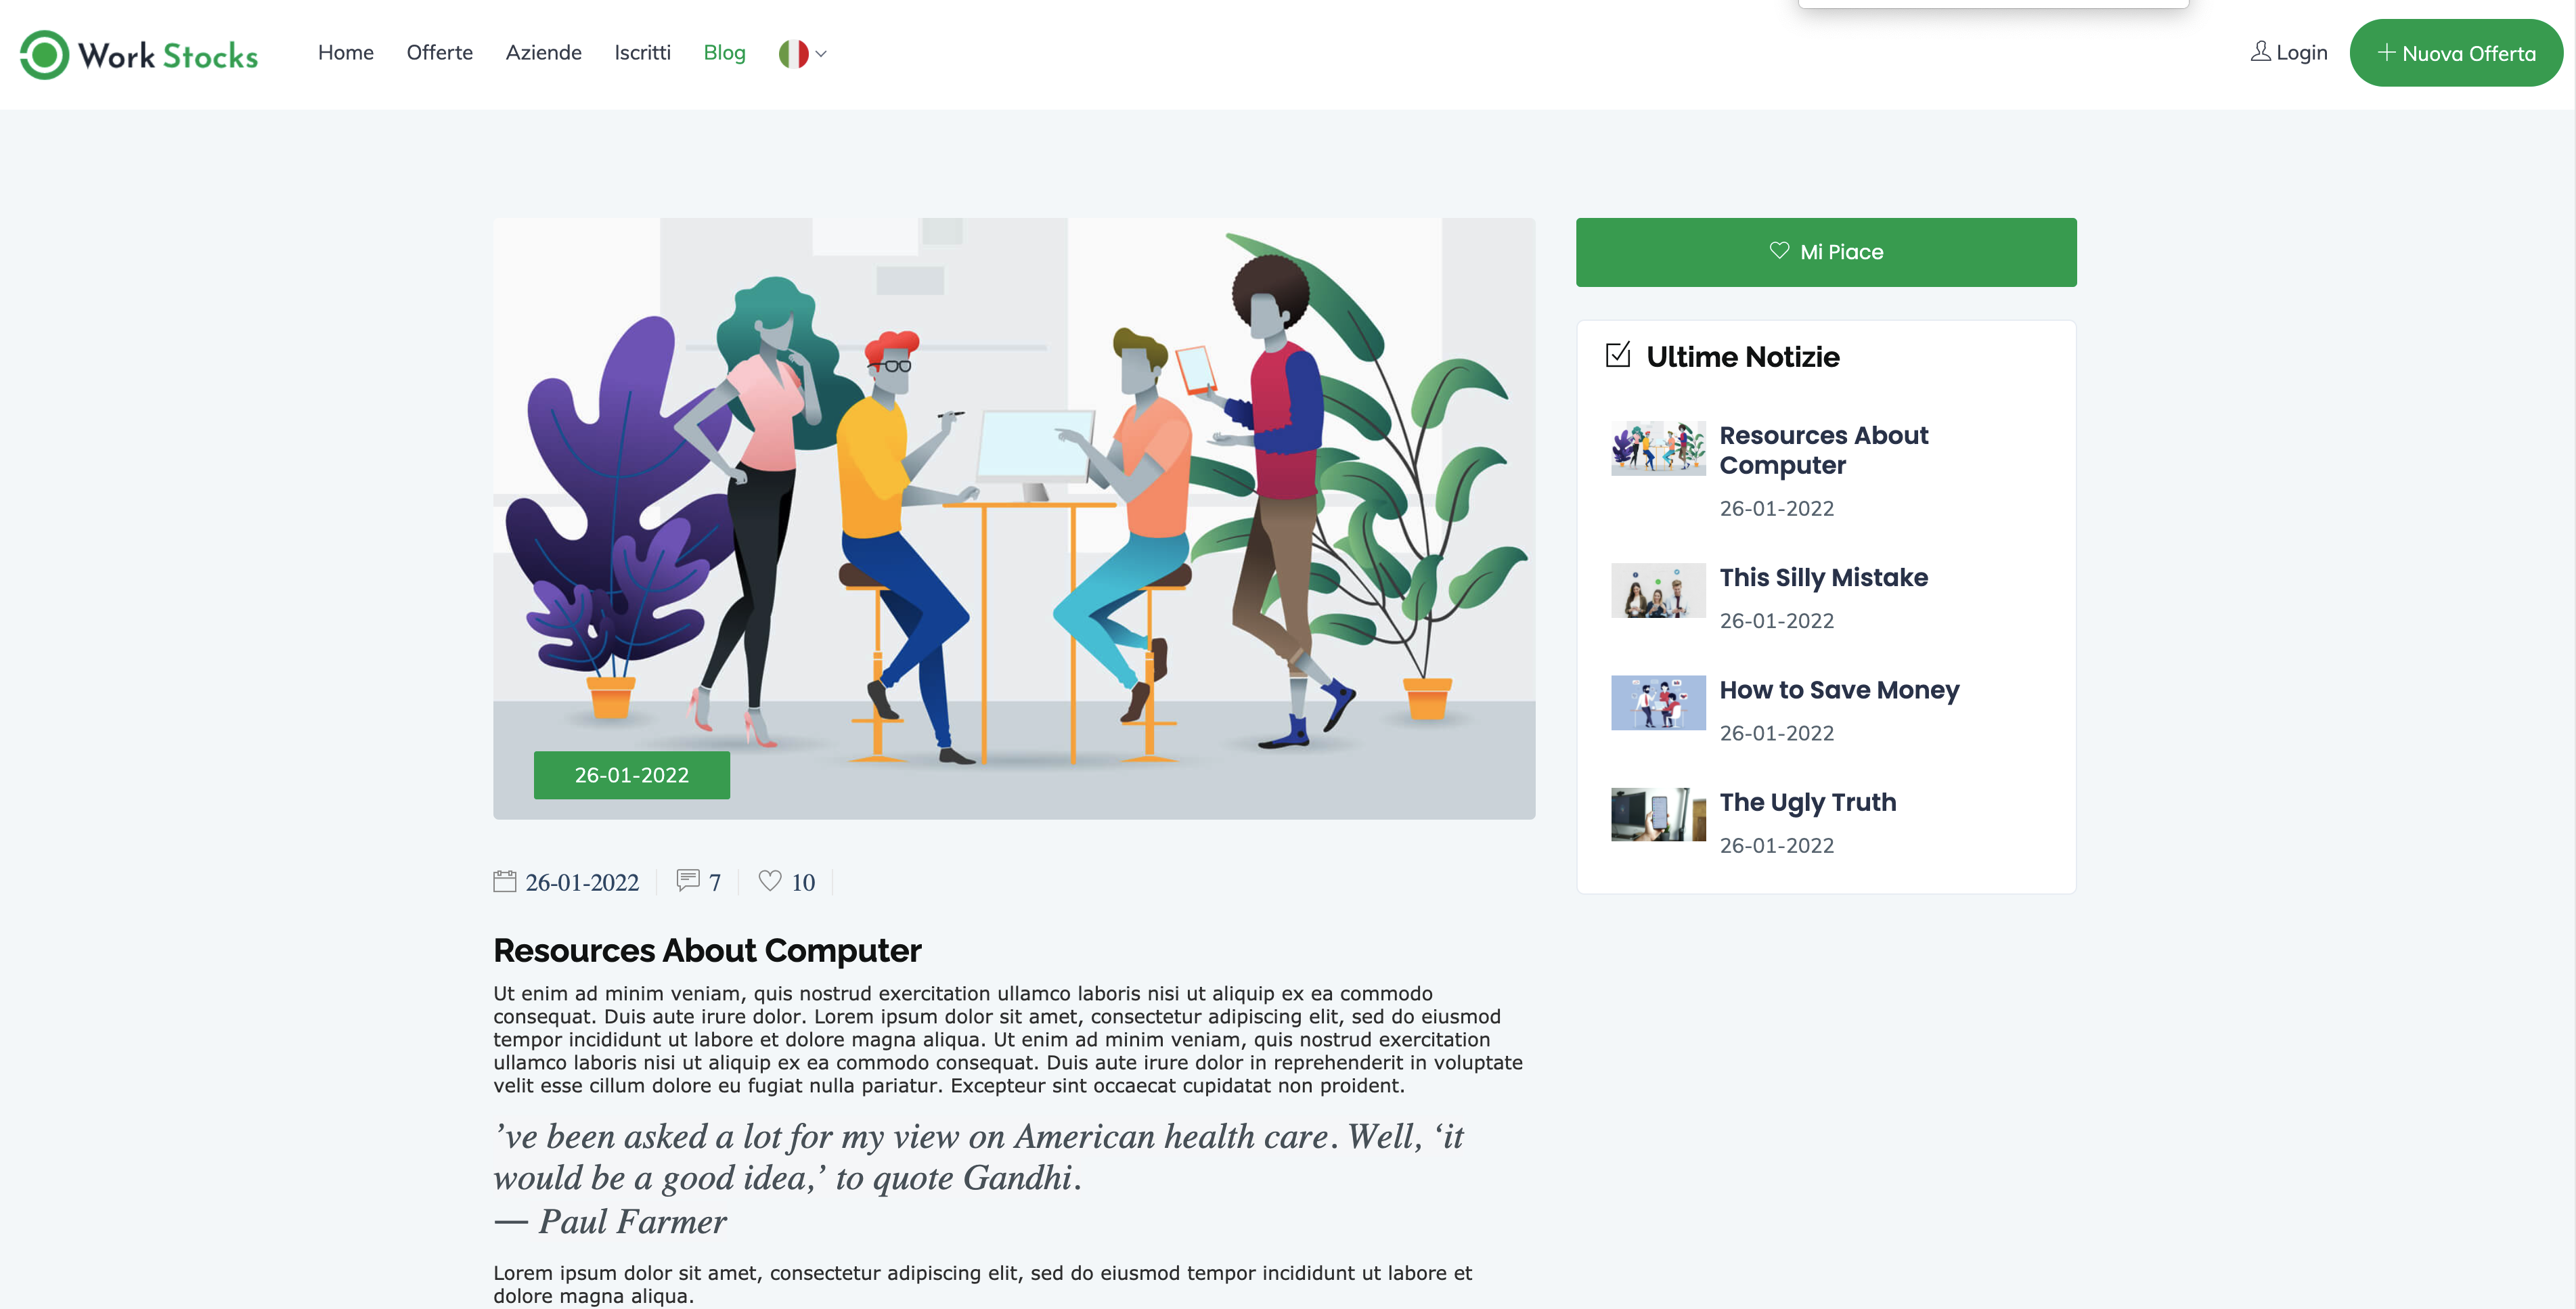 Work Stocks
Home
Offerte
Aziende
Iscritti
Blog
Login
Nuova Offerta
26-01-2022
26-01-2022
7
10
Resources About Computer
Ut enim ad minim veniam, quis nostrud exercitation ullamco laboris nisi ut aliquip ex ea commodo
consequat. Duis aute irure dolor. Lorem ipsum dolor sit amet, consectetur adipiscing elit, sed do eiusmod
tempor incididunt ut labore et dolore magna aliqua. Ut enim ad minim veniam, quis nostrud exercitation
ullamco laboris nisi ut aliquip ex ea commodo consequat. Duis aute irure dolor in reprehenderit in voluptate
velit esse cillum dolore eu fugiat nulla pariatur. Excepteur sint occaecat cupidatat non proident.
’ve been asked a lot for my view on American health care. Well, ‘it
would be a good idea,’ to quote Gandhi.
— Paul Farmer
Lorem ipsum dolor sit amet, consectetur adipiscing elit, sed do eiusmod tempor incididunt ut labore et
dolore magna aliqua.
Mi Piace
Ultime Notizie
Resources About
Computer
26-01-2022
This Silly Mistake
26-01-2022
How to Save Money
26-01-2022
The Ugly Truth
26-01-2022